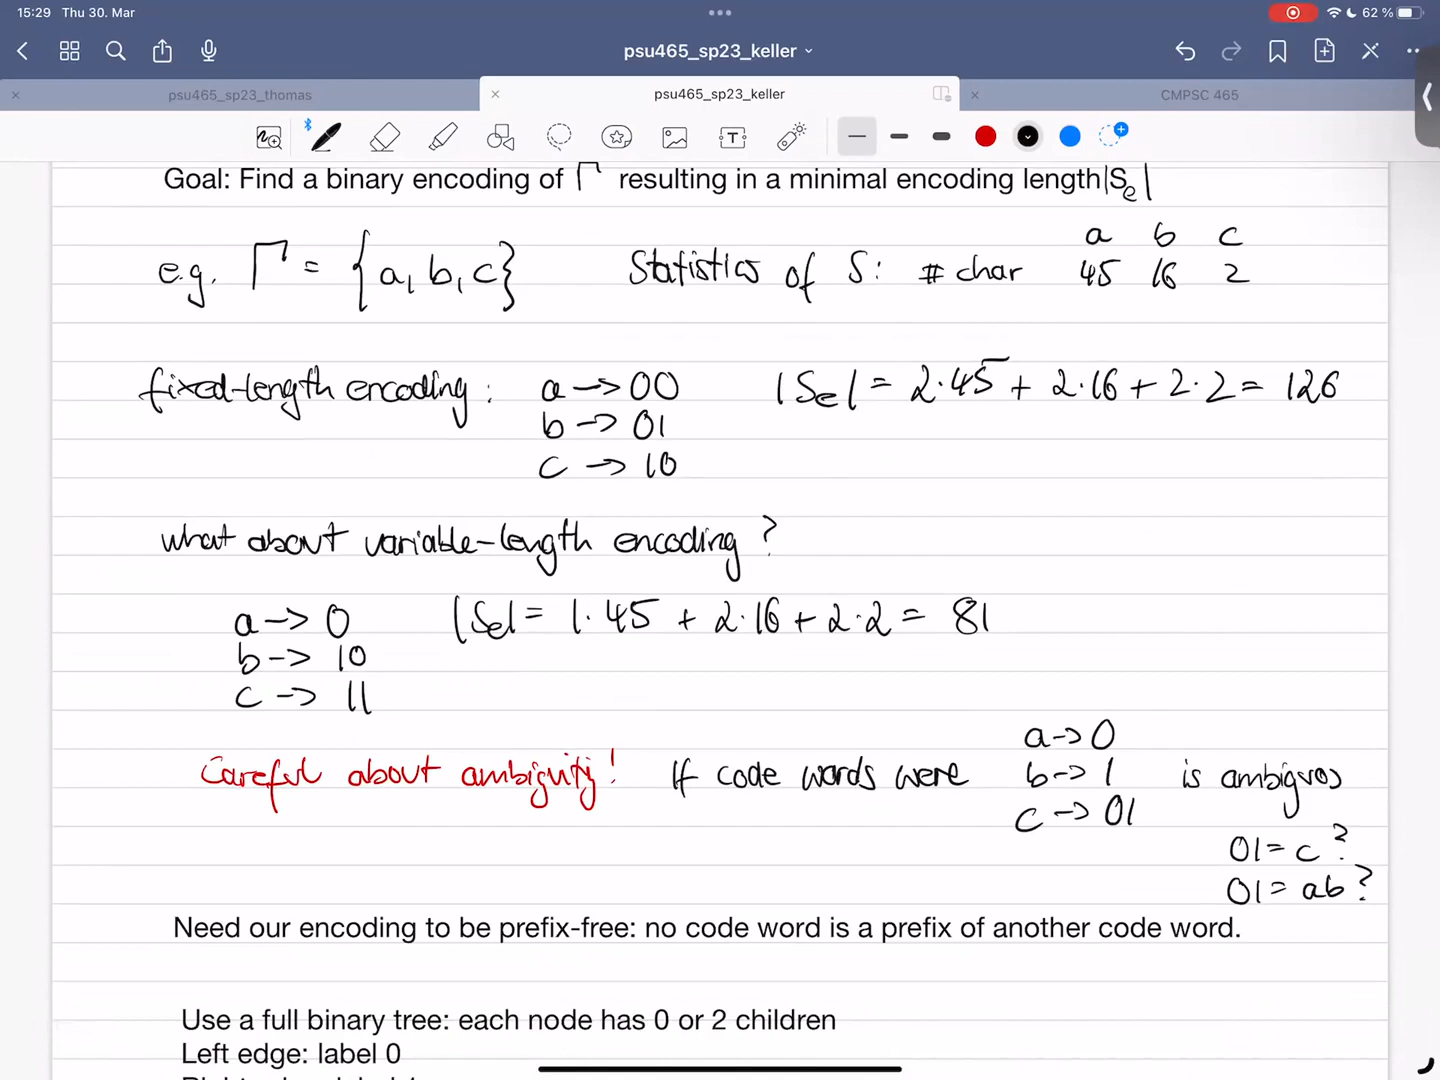 15:29 Thu 30. Mar
62 %
psu465_sp23_keller
psu465_sp23_thomas psu465_sp23_keller CMPSC 465
Goal: Find a binary encoding of Γ resulting in a minimal encoding length |Se|
a b c
e.g. Γ = {a, b, c} Statistics of S: # char 45 16 2
fixed-length encoding: a -> 00 |Se| = 2·45 + 2·16 + 2·2 = 126
b -> 01
c -> 10
what about variable-length encoding?
a -> 0 |Se| = 1·45 + 2·16 + 2·2 = 81
b -> 10
c -> 11
a -> 0
Careful about ambiguity! If code words were b -> 1 is ambigous
c -> 01
01 = c?
01 = ab?
Need our encoding to be prefix-free: no code word is a prefix of another code word.
Use a full binary tree: each node has 0 or 2 children
Left edge: label 0